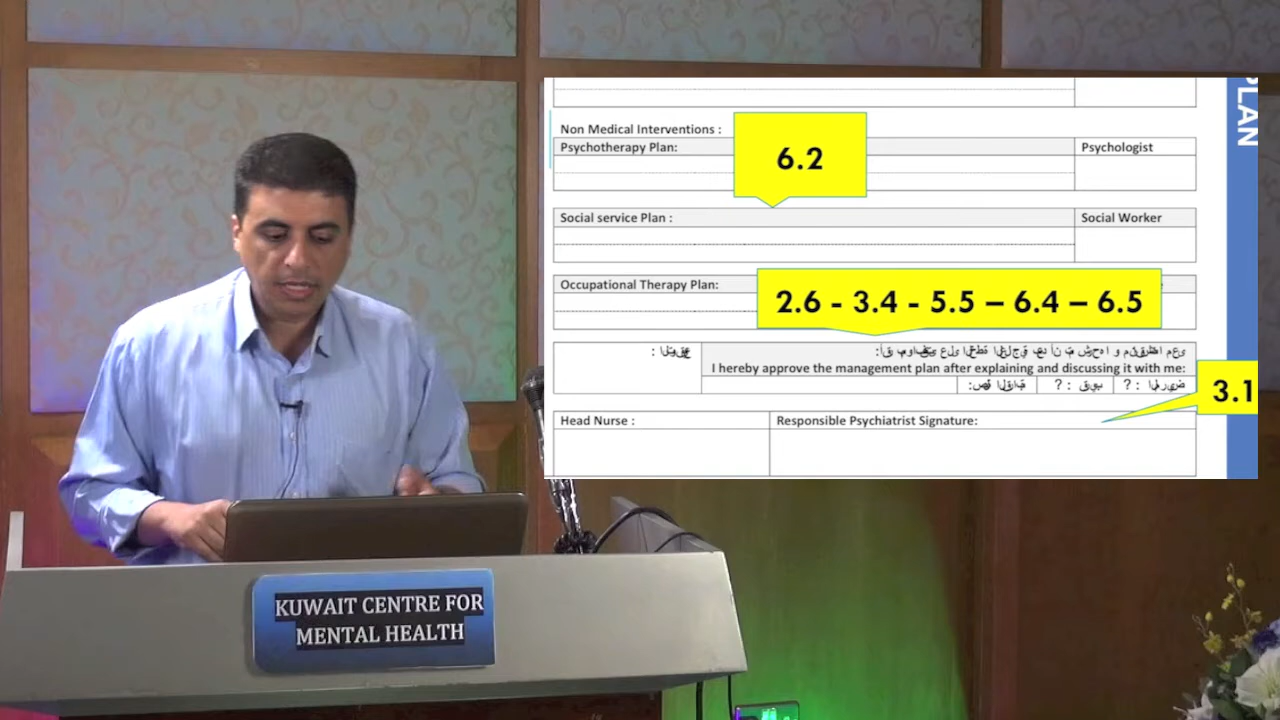 PLAN
Non Medical Interventions :
Psychotherapy Plan:
Psychologist
6.2
Social service Plan :
Social Worker
Occupational Therapy Plan:
2.6 - 3.4 - 5.5 – 6.4 – 6.5
I hereby approve the management plan after explaining and discussing it with me:
3.1
Head Nurse :
Responsible Psychiatrist Signature:
KUWAIT CENTRE FOR
MENTAL HEALTH